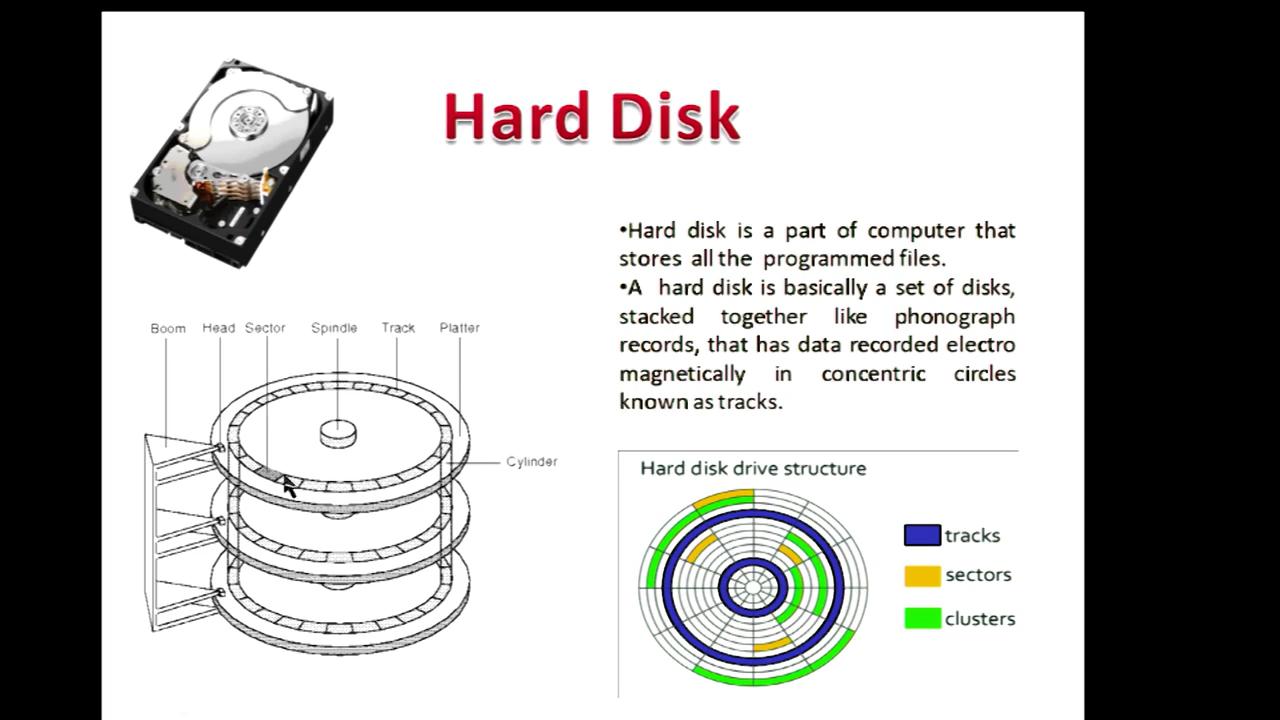 Hard Disk
•Hard disk is a part of computer that
stores all the programmed files.
•A hard disk is basically a set of disks,
stacked together like phonograph
records, that has data recorded electro
magnetically in concentric circles
known as tracks.
Boom Head Sector Spindle Track Platter
Cylinder
Hard disk drive structure
tracks
sectors
clusters